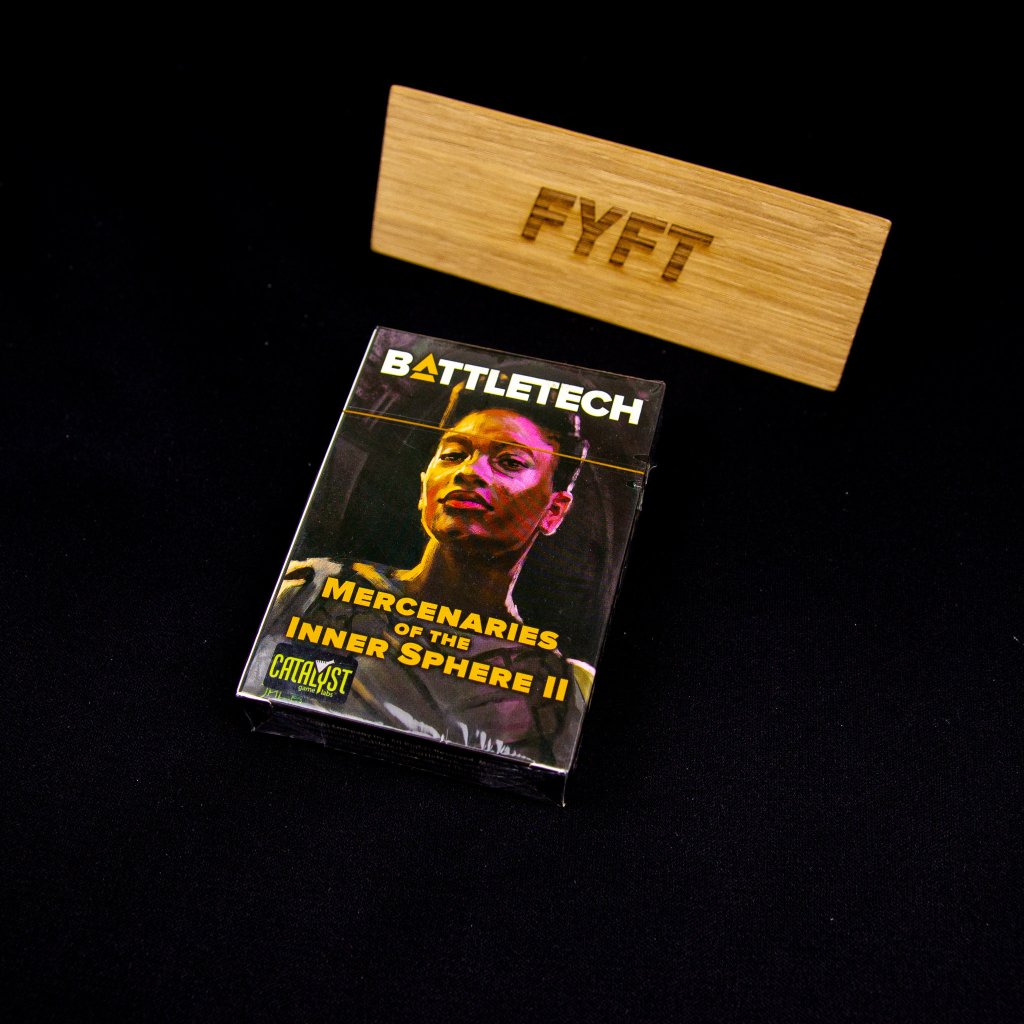 FYFT
BATTLETECH
MERCENARIES
OF THE
INNER SPHERE II
CATALYST
game labs